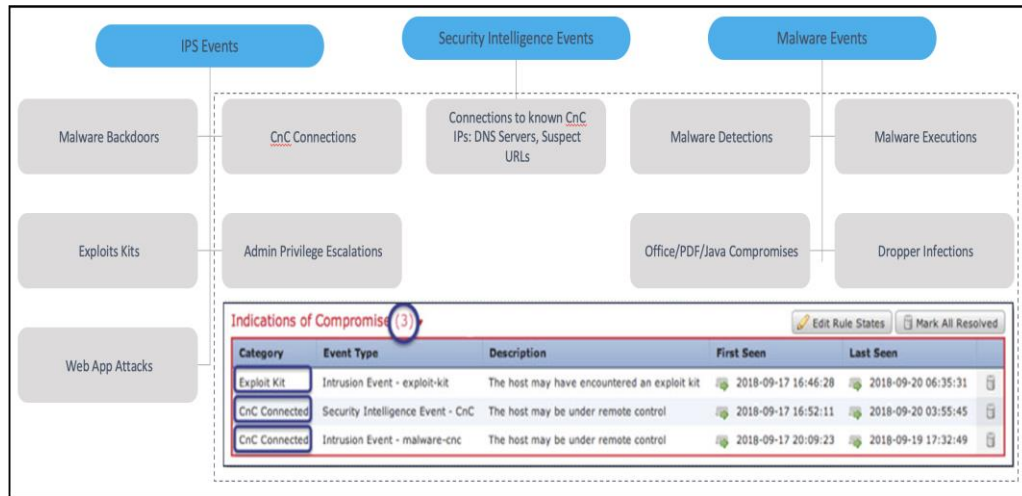 IPS Events
Security Intelligence Events
Malware Events
Malware Backdoors
CnC Connections
Connections to known CnC
IPs: DNS Servers, Suspect
URLs
Malware Detections
Malware Executions
Exploits Kits
Admin Privilege Escalations
Office/PDF/Java Compromises
Dropper Infections
Web App Attacks
Indications of Compromise (3)
Edit Rule States
Mark All Resolved
Category Event Type Description First Seen Last Seen
Exploit Kit Intrusion Event - exploit-kit The host may have encountered an exploit kit 2018-09-17 16:46:28 2018-09-20 06:35:31
CnC Connected Security Intelligence Event - CnC The host may be under remote control 2018-09-17 16:52:11 2018-09-20 03:55:45
CnC Connected Intrusion Event - malware-cnc The host may be under remote control 2018-09-17 20:09:23 2018-09-19 17:32:49